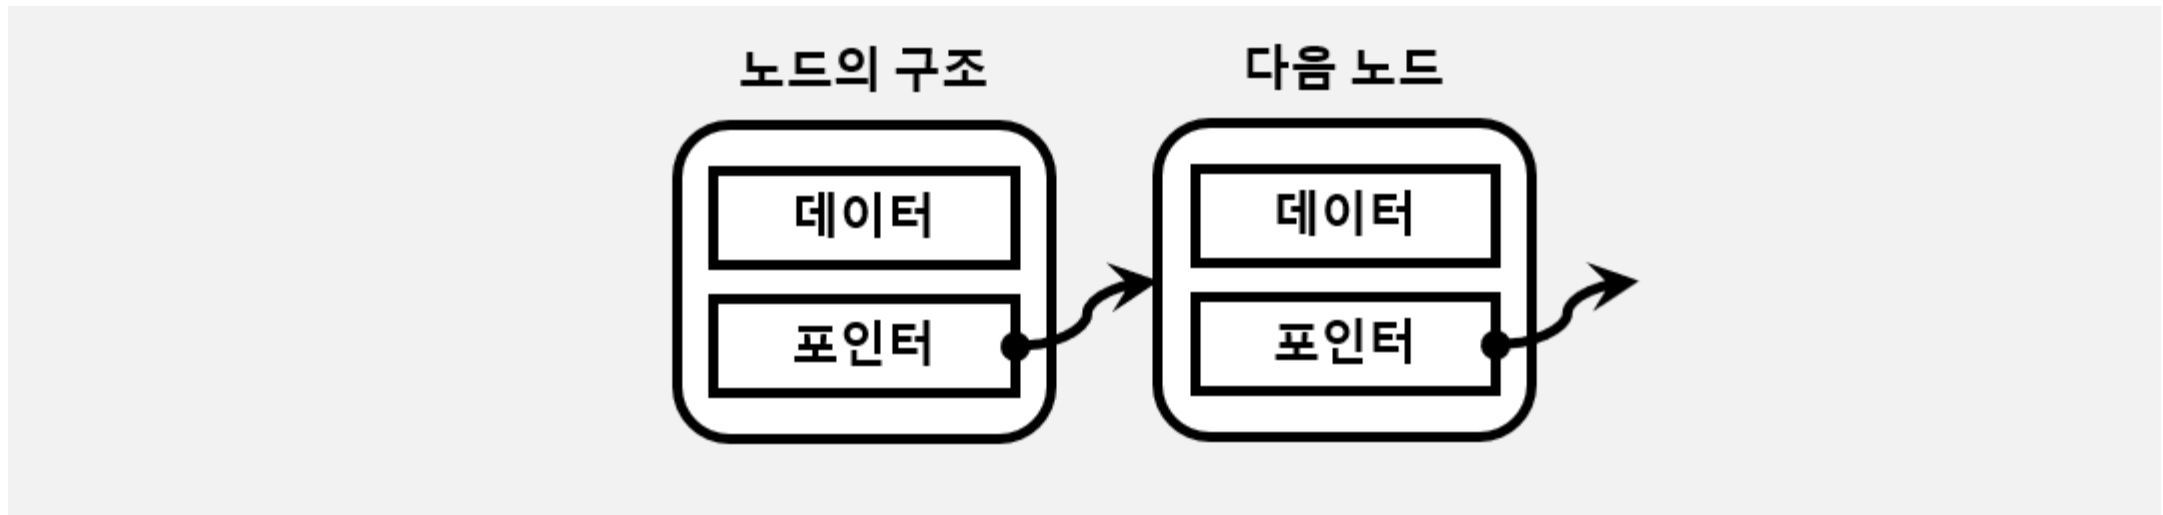 노드의 구조
다음 노드
데이터
포인터
데이터
포인터